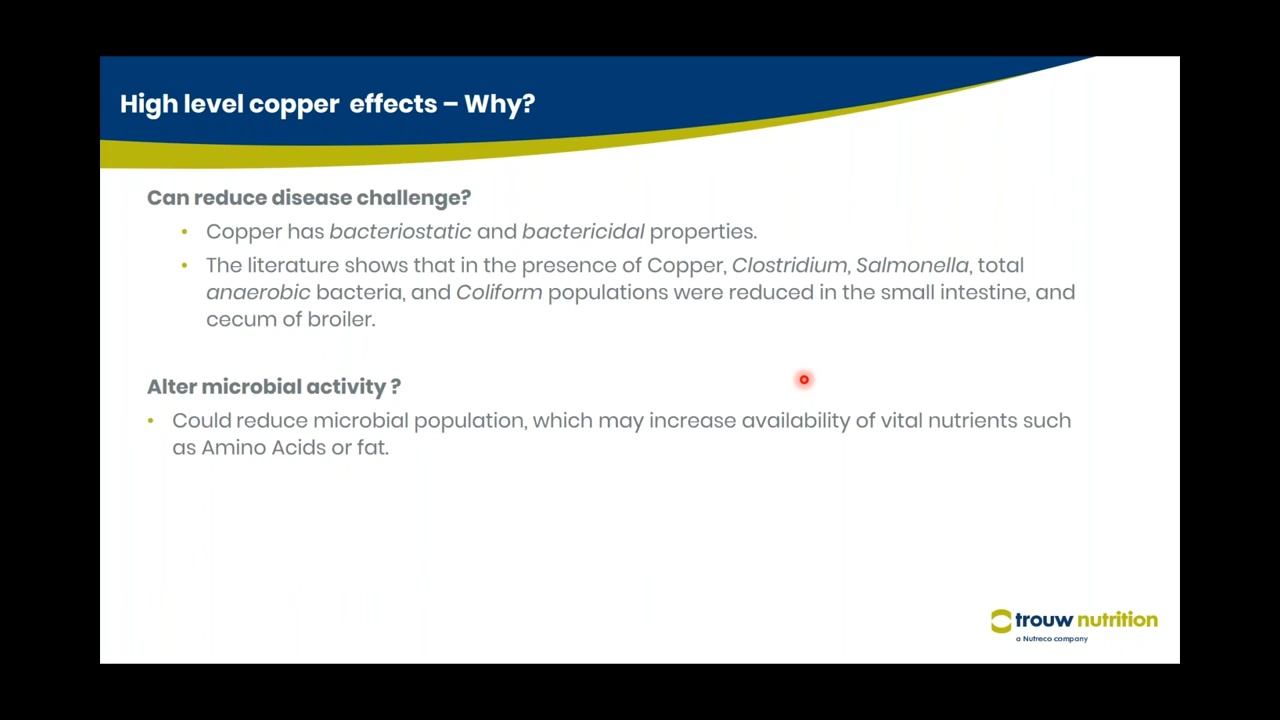 High level copper  effects – Why?
Can reduce disease challenge?
• Copper has bacteriostatic and bactericidal properties.
• The literature shows that in the presence of Copper, Clostridium, Salmonella, total
anaerobic bacteria, and Coliform populations were reduced in the small intestine, and
cecum of broiler.
Alter microbial activity ?
• Could reduce microbial population, which may increase availability of vital nutrients such
as Amino Acids or fat.
trouw nutrition
a Nutreco company